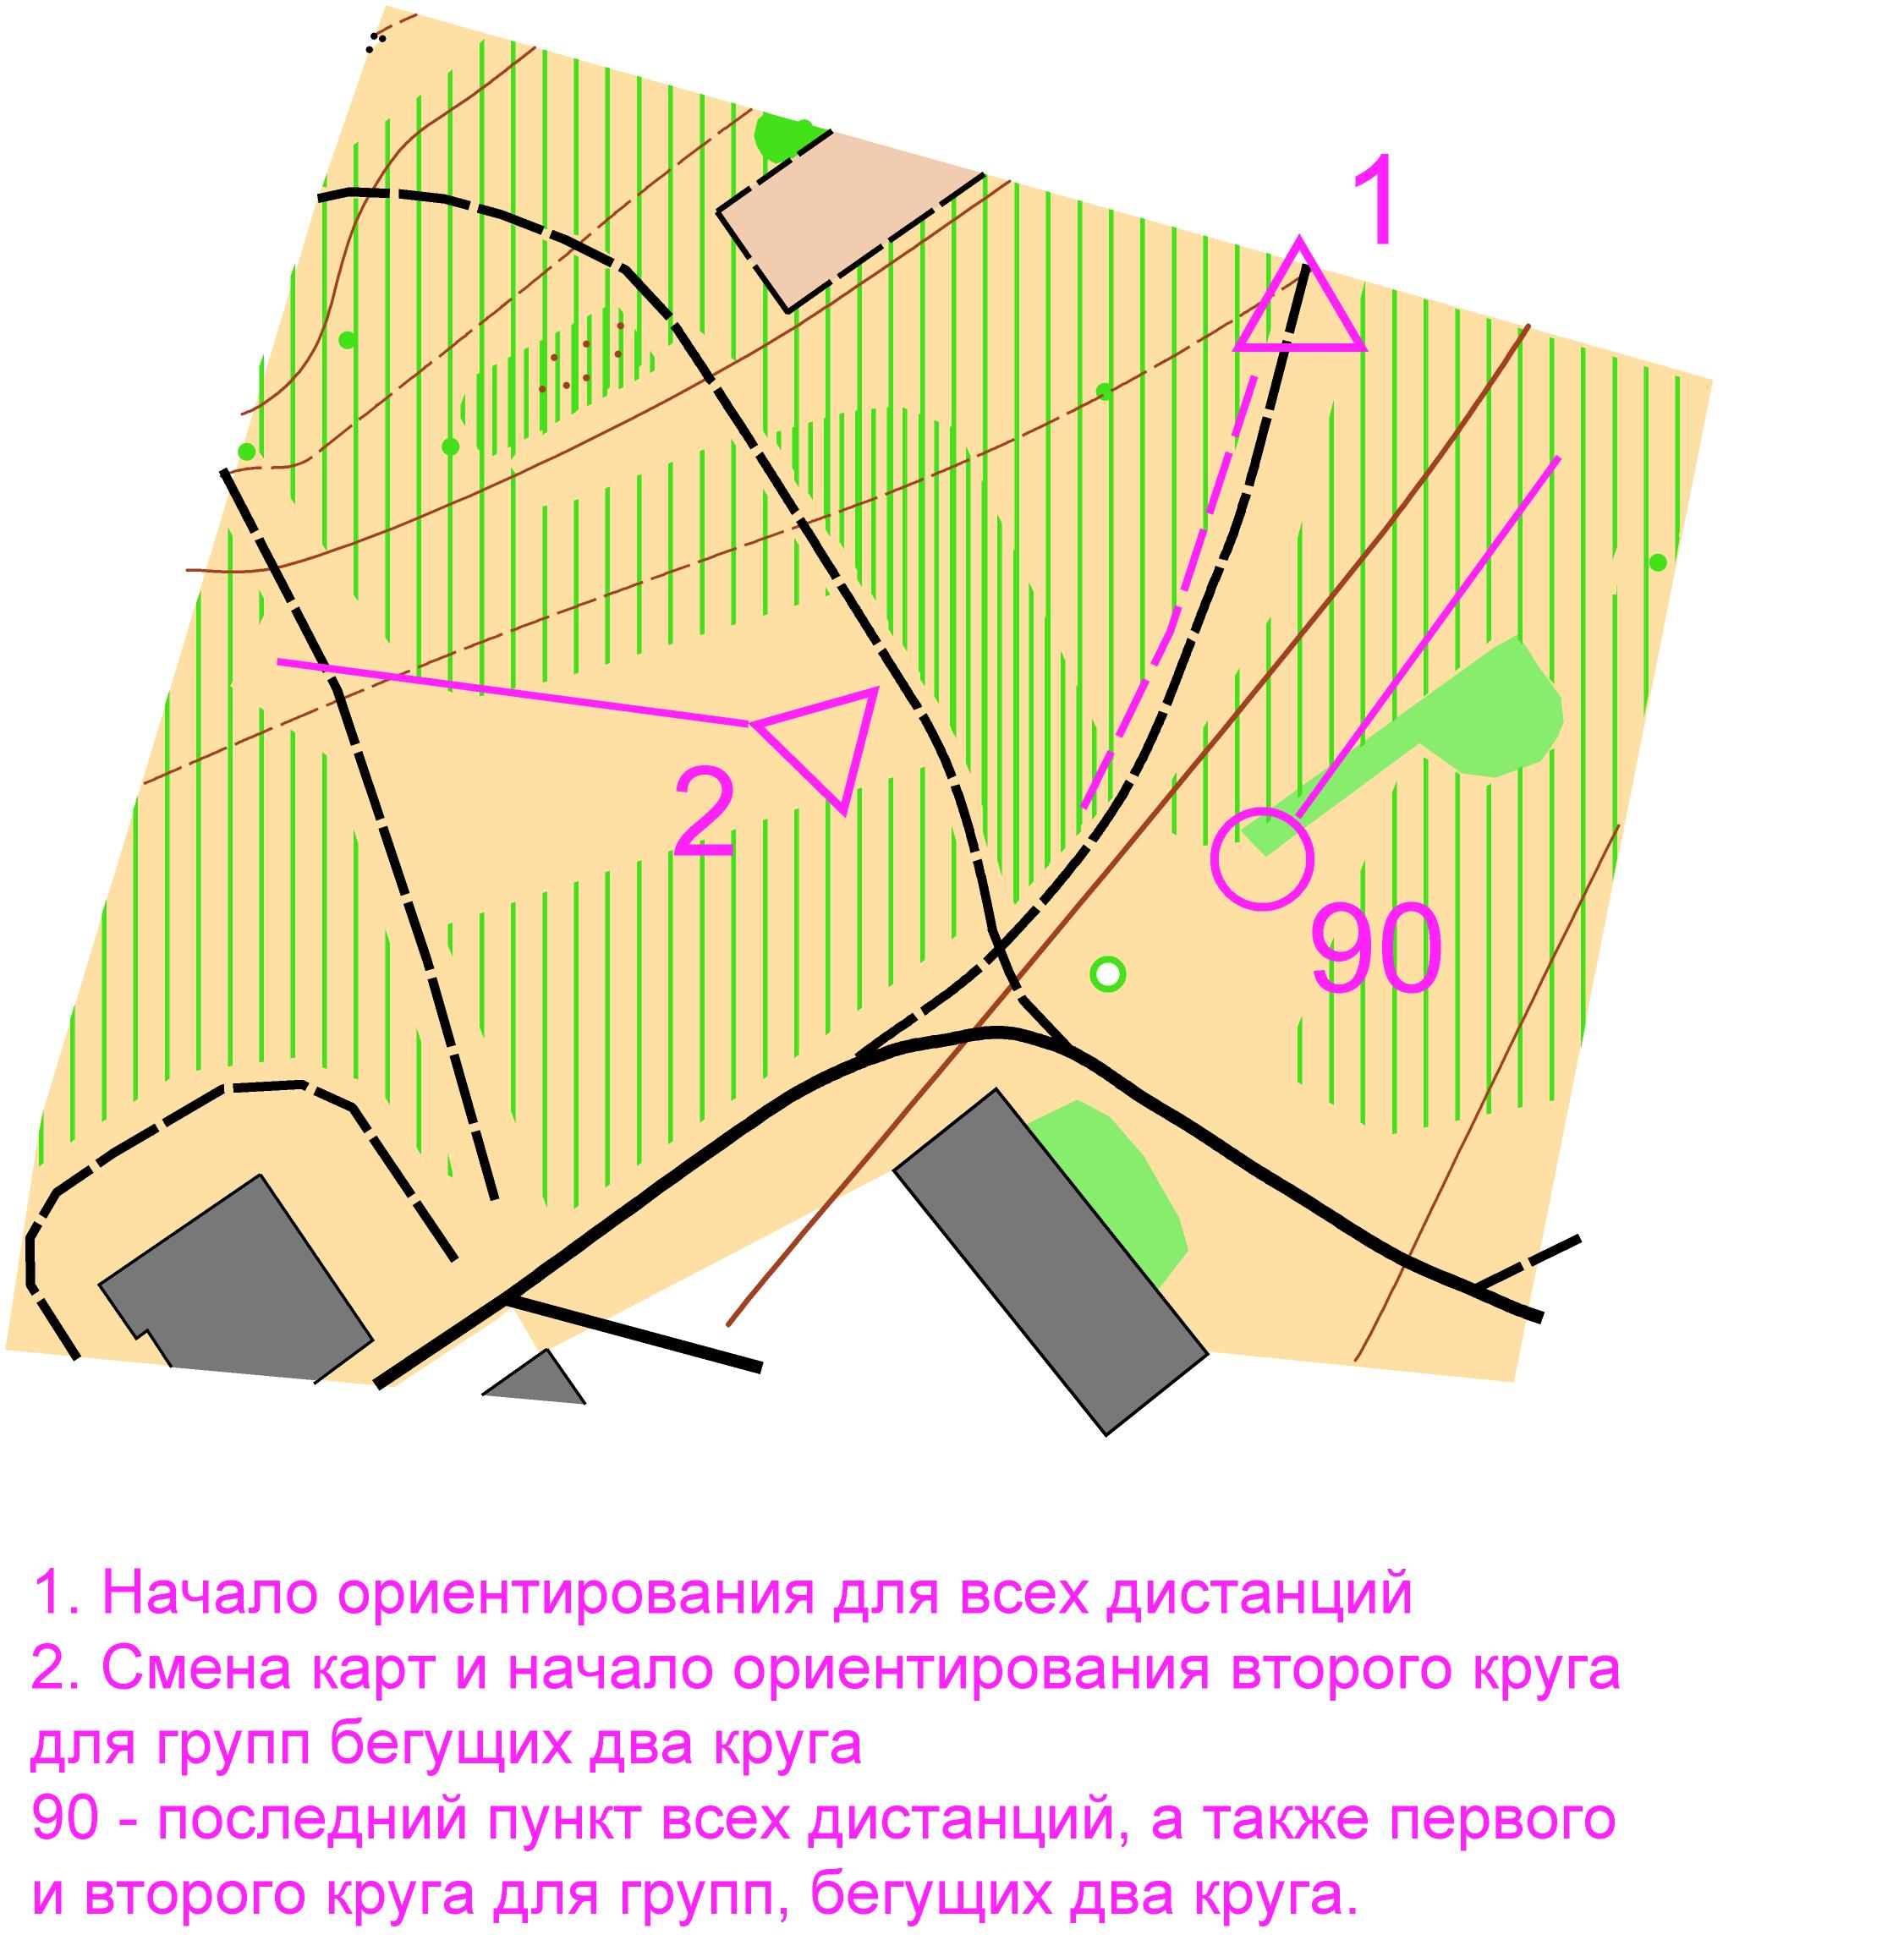 1
2
90
1. Начало ориентирования для всех дистанций
2. Смена карт и начало ориентирования второго круга
для групп бегущих два круга
90 - последний пункт всех дистанций, а также первого
и второго круга для групп, бегущих два круга.